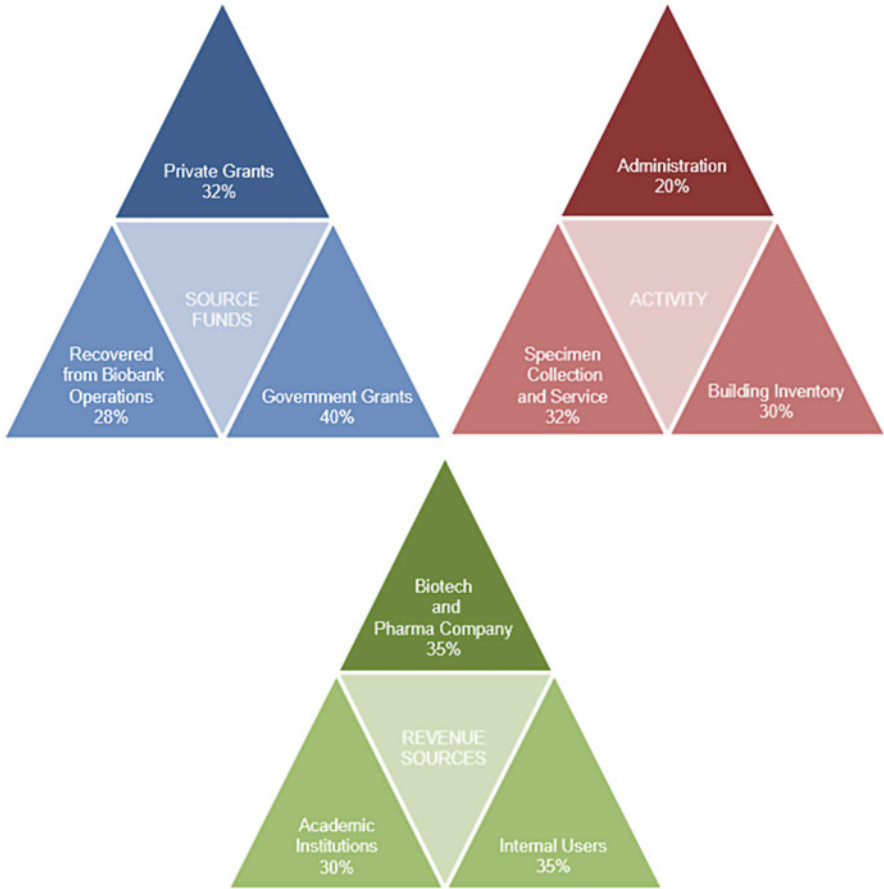 Private Grants
32%
SOURCE
FUNDS
Recovered
from Biobank
Operations
28%
Government Grants
40%
Administration
20%
ACTIVITY
Specimen
Collection
and Service
32%
Building Inventory
30%
Biotech
and
Pharma Company
35%
REVENUE
SOURCES
Academic
Institutions
30%
Internal Users
35%